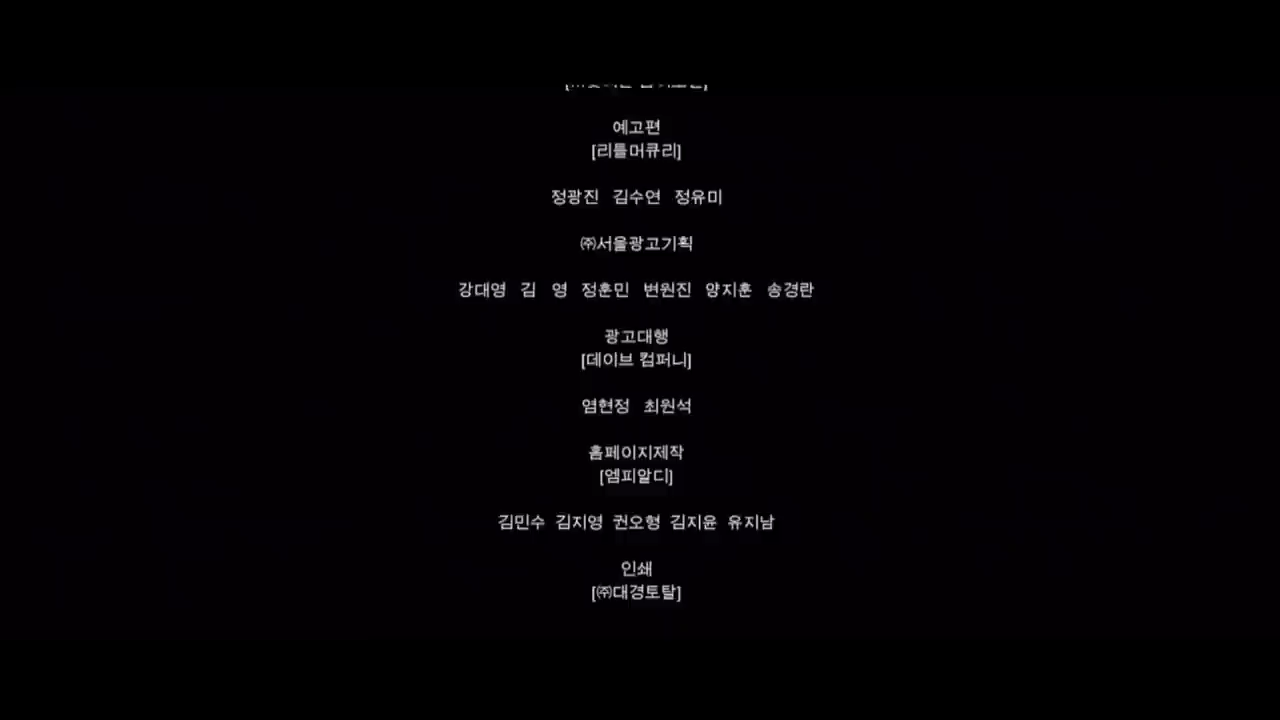 예고편
[리틀머큐리]
정광진 김수연 정유미
㈜서울광고기획
강대영 김 영 정훈민 변원진 양지훈 송경란
광고대행
[데이브 컴퍼니]
염현정 최원석
홈페이지제작
[엠피알디]
김민수 김지영 권오형 김지윤 유지남
인쇄
[㈜대경토탈]